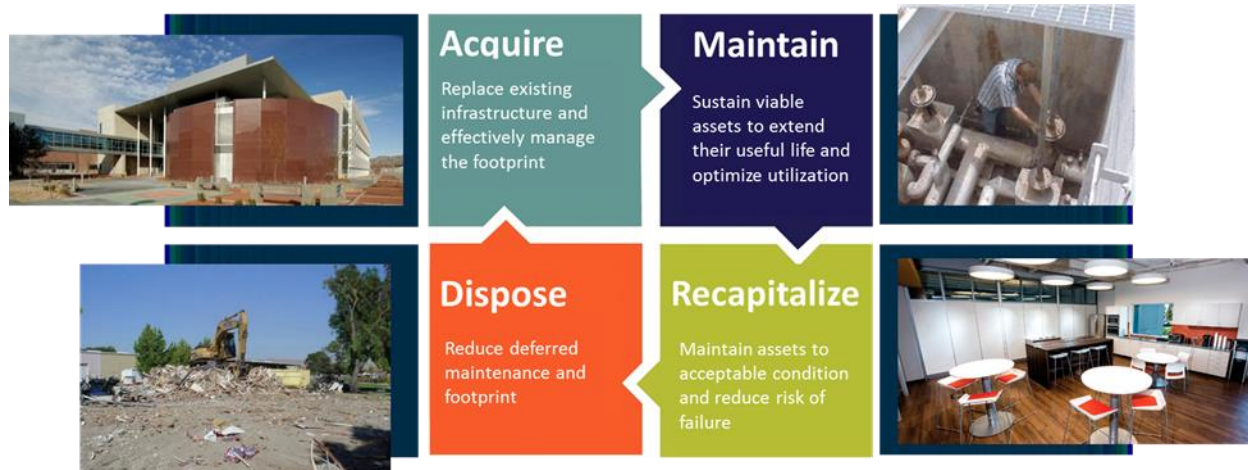 Acquire
Replace existing
infrastructure and
effectively manage
the footprint
Maintain
Sustain viable
assets to extend
their useful life and
optimize utilization
Dispose
Reduce deferred
maintenance and
footprint
Recapitalize
Maintain assets to
acceptable condition
and reduce risk of
failure